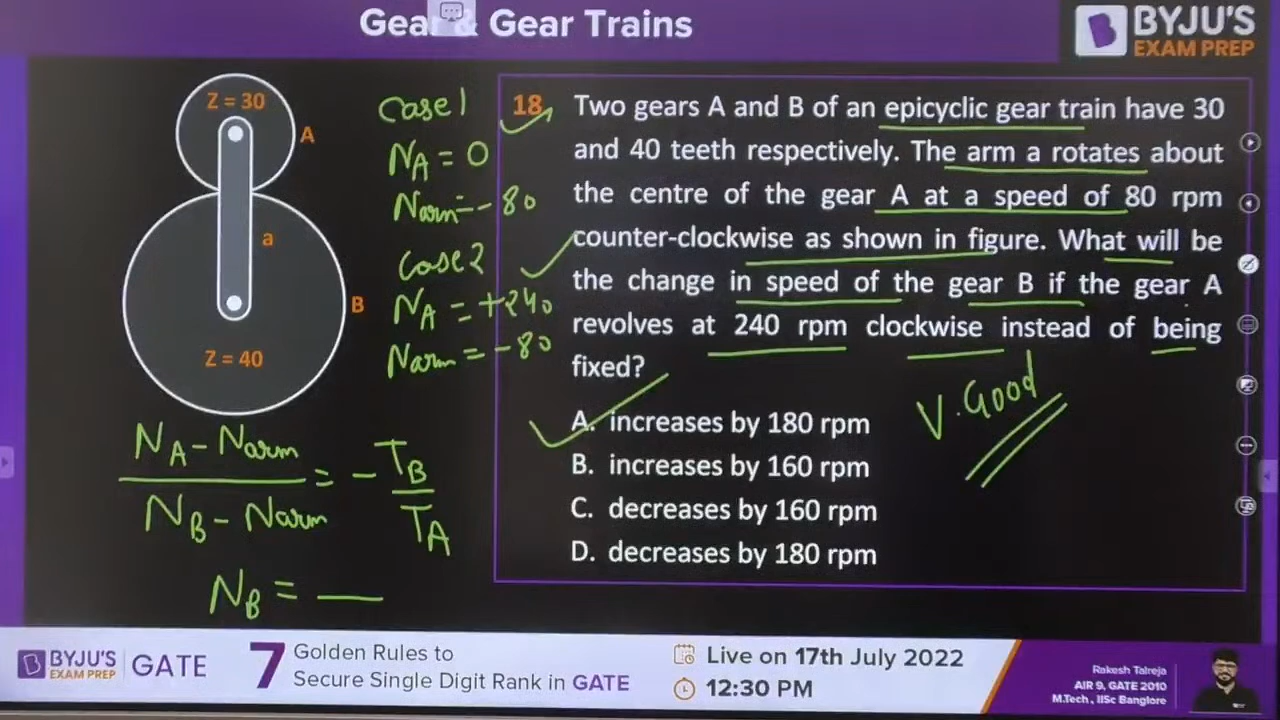 Gear & Gear Trains
BYJU'S
EXAM PREP
Z = 30
A
a
B
Z = 40
Case 1
NA = 0
Narm = -80
Case 2
NA = +240
Narm = -80
NA - Narm
NB - Narm
= - TB
TA
NB = —
18. Two gears A and B of an epicyclic gear train have 30
and 40 teeth respectively. The arm a rotates about
the centre of the gear A at a speed of 80 rpm
counter-clockwise as shown in figure. What will be
the change in speed of the gear B if the gear A
revolves at 240 rpm clockwise instead of being
fixed?
A. increases by 180 rpm
B. increases by 160 rpm
C. decreases by 160 rpm
D. decreases by 180 rpm
V. Good
BYJU'S
EXAM PREP
GATE
7
Golden Rules to
Secure Single Digit Rank in GATE
Live on 17th July 2022
12:30 PM
Rakesh Talreja
AIR 9, GATE 2010
M.Tech, IISc Banglore